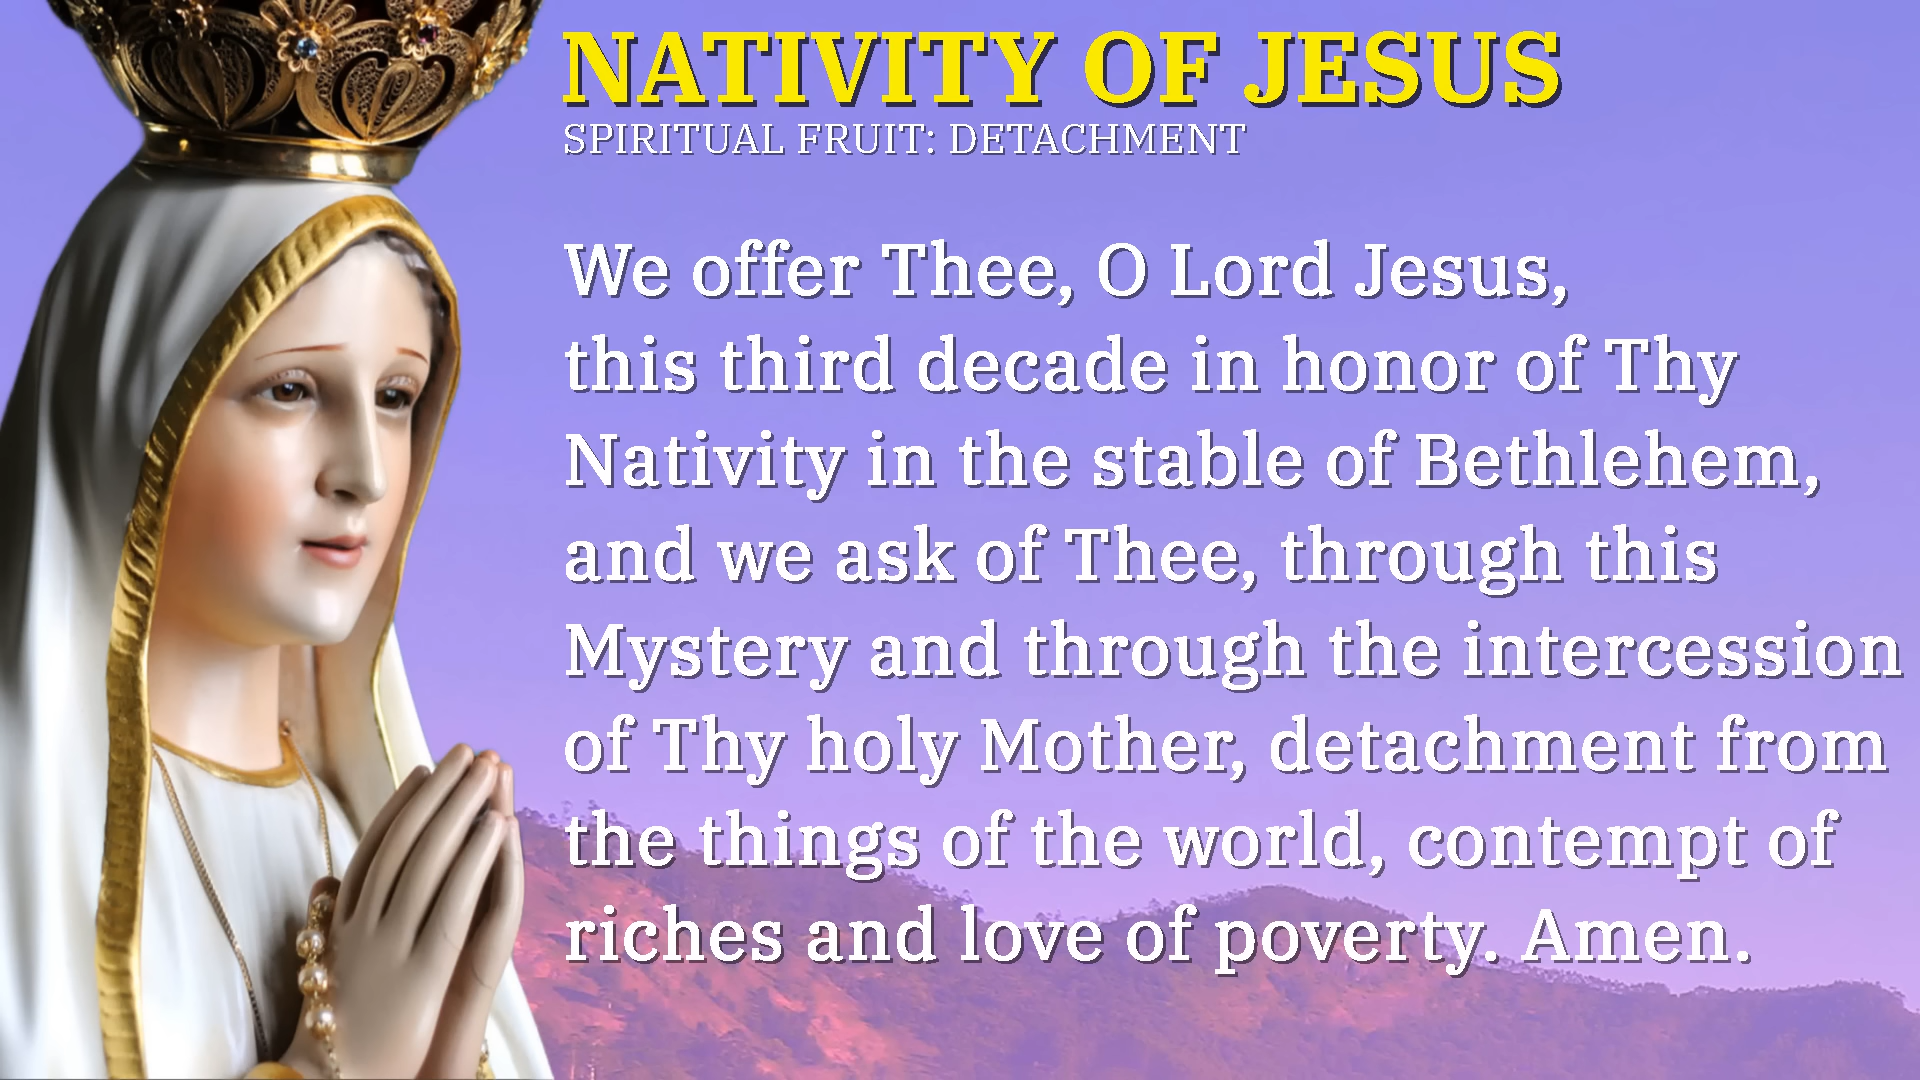 NATIVITY OF JESUS
SPIRITUAL FRUIT: DETACHMENT
We offer Thee, O Lord Jesus,
this third decade in honor of Thy
Nativity in the stable of Bethlehem,
and we ask of Thee, through this
Mystery and through the intercession
of Thy holy Mother, detachment from
the things of the world, contempt of
riches and love of poverty. Amen.